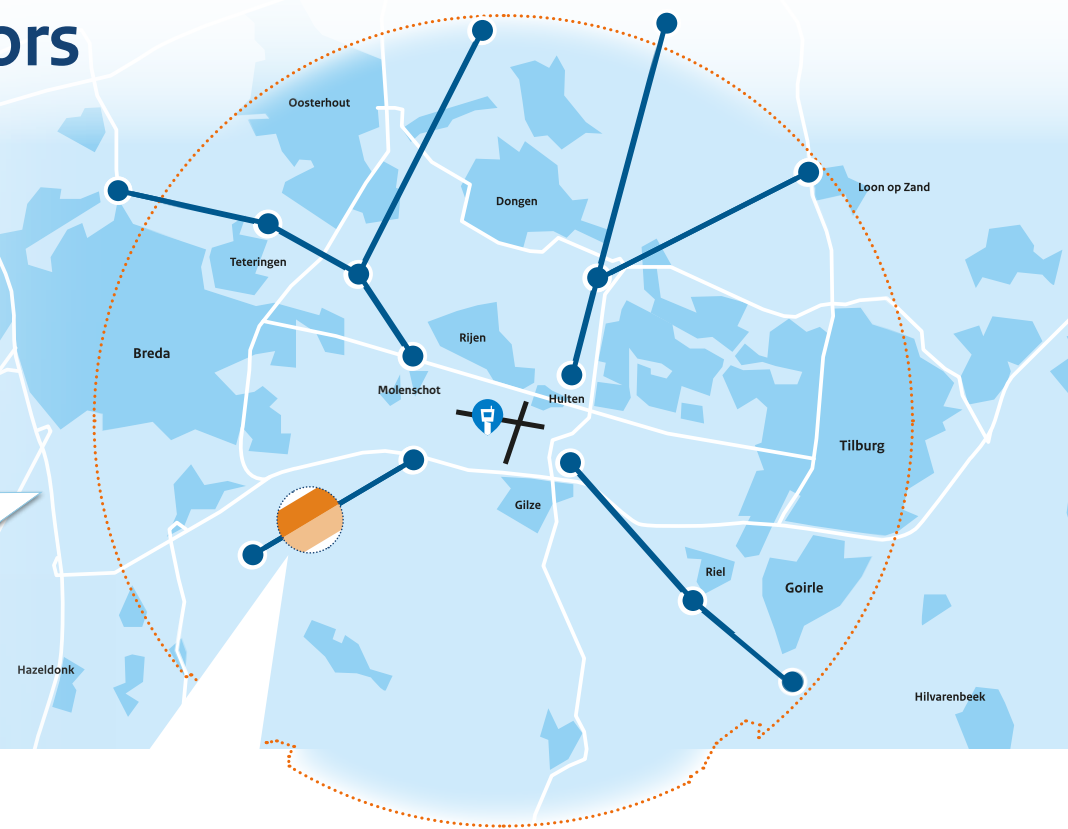 ors
Oosterhout
Loon op Zand
Dongen
Teteringen
Rijen
Breda
Molenschot
Hulten
Tilburg
Gilze
Riel
Goirle
Hazeldonk
Hilvarenbeek